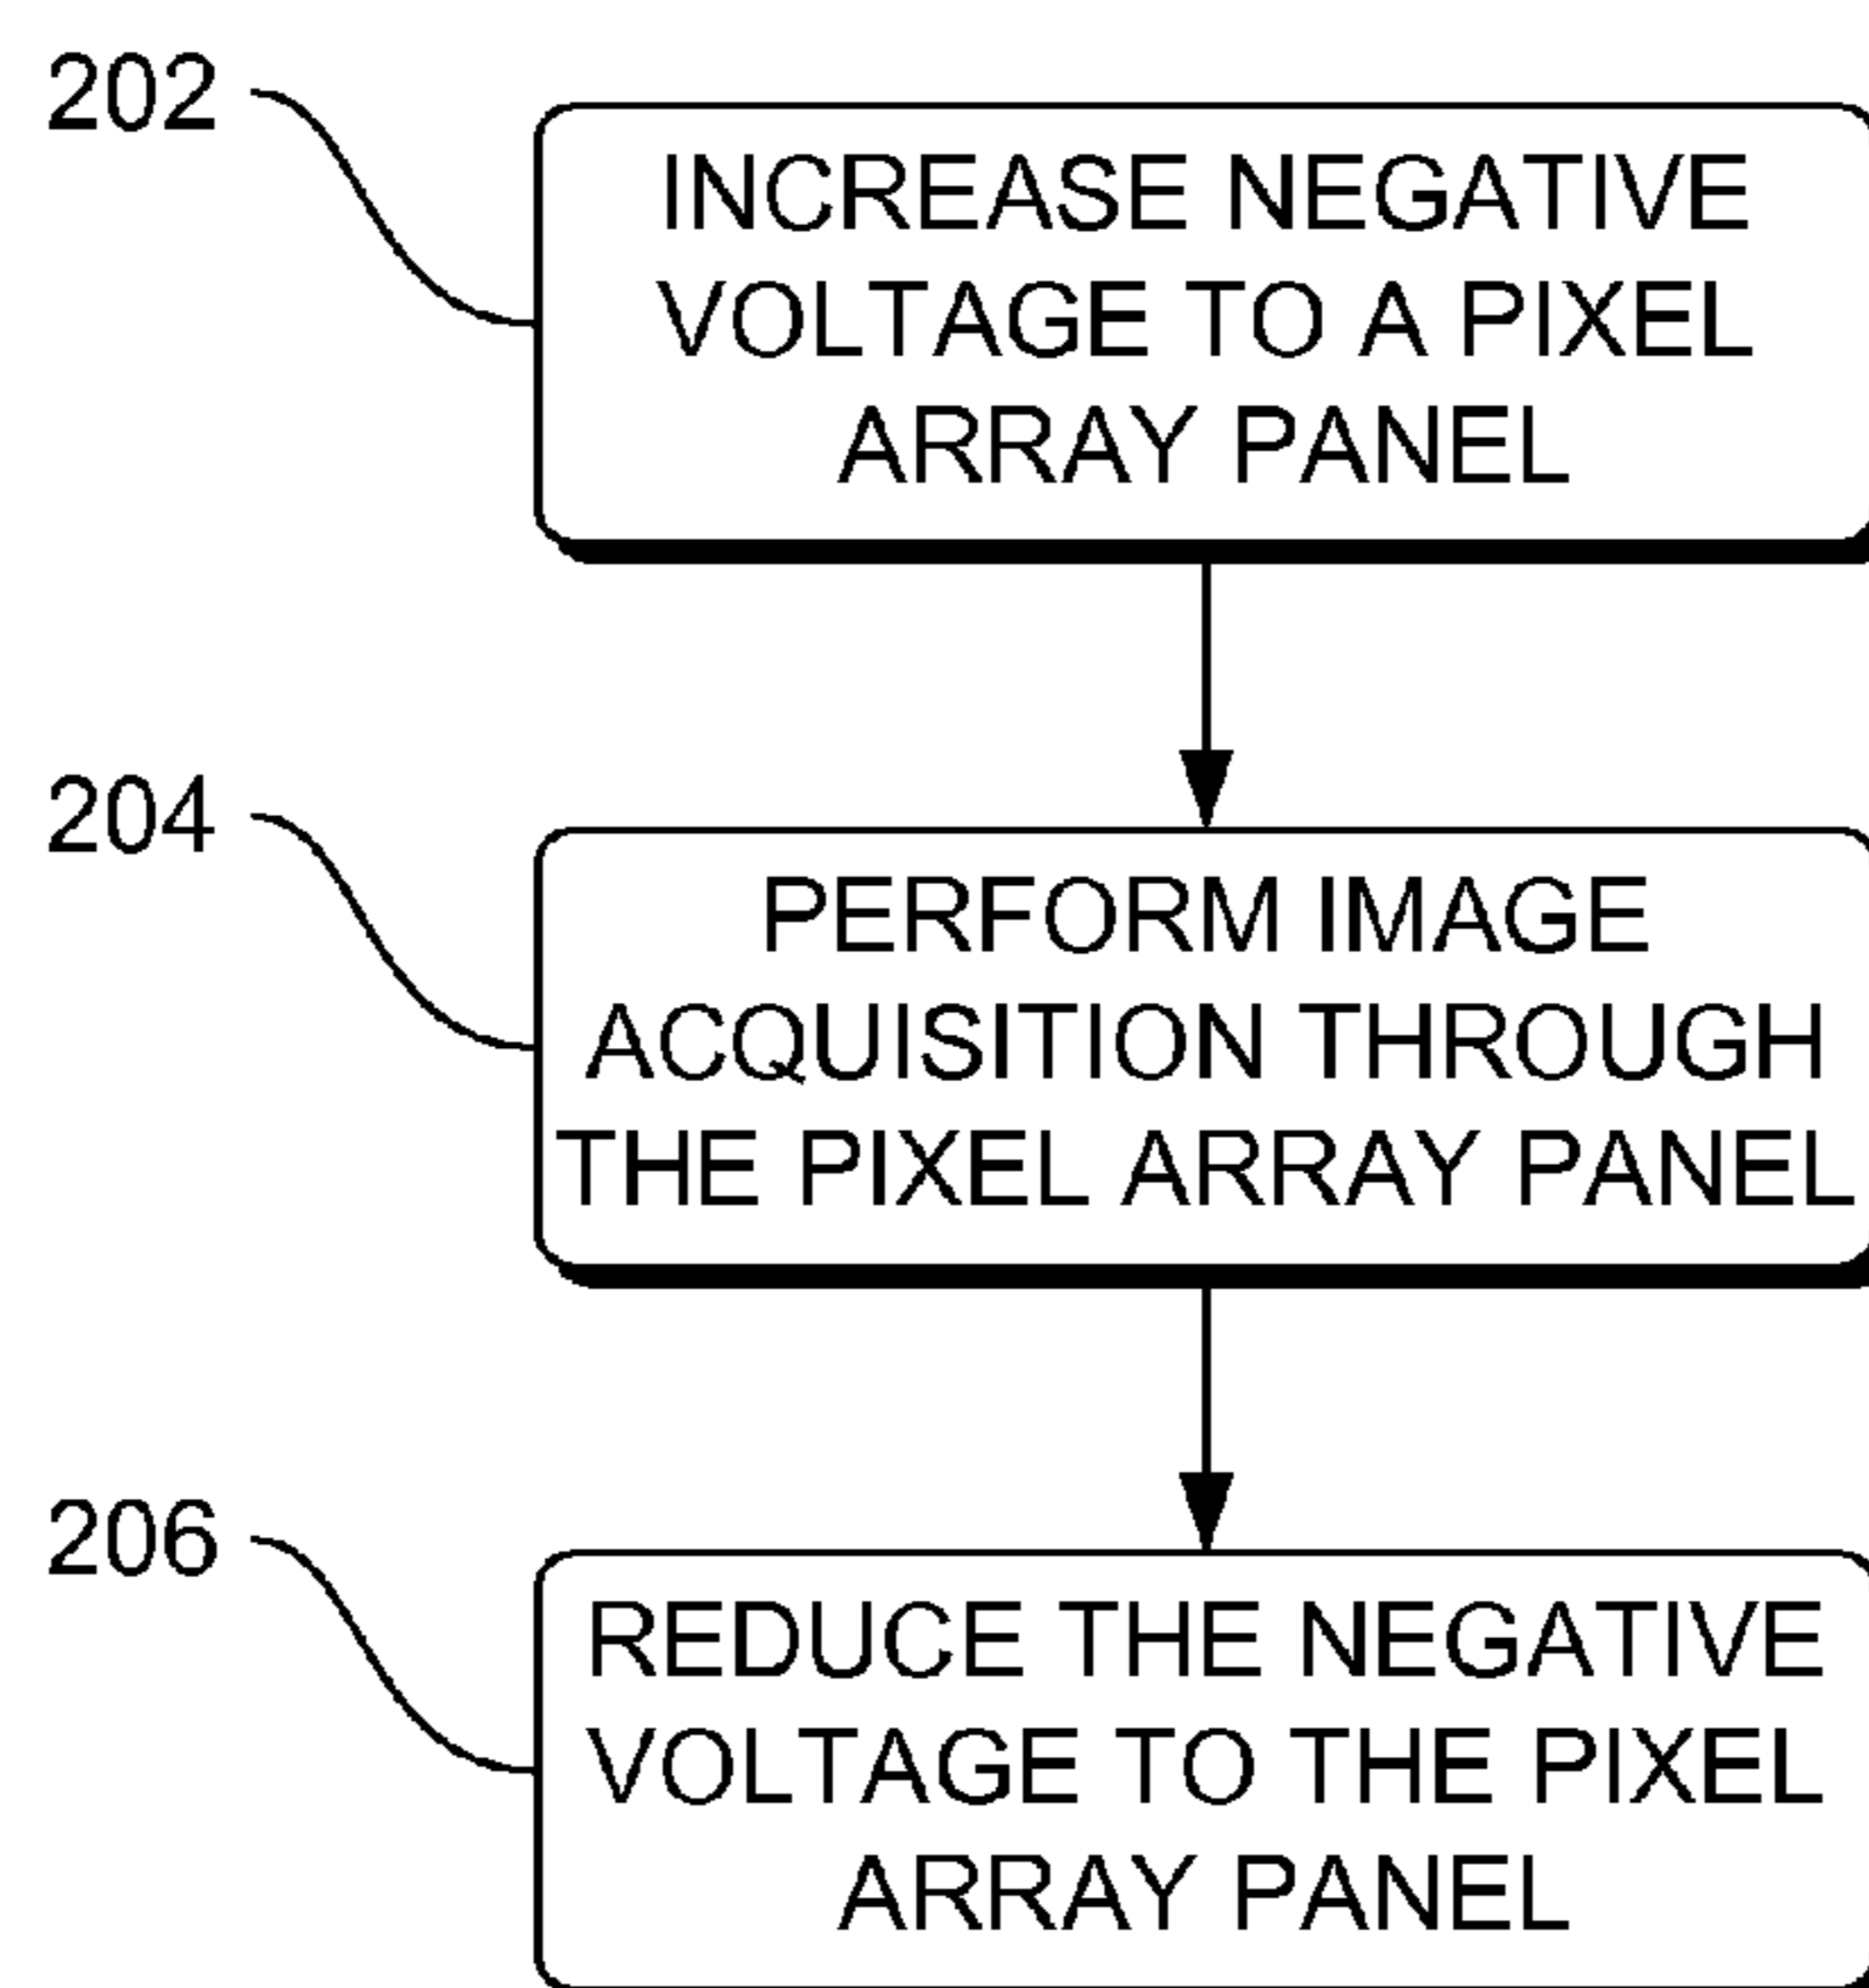 202
INCREASE NEGATIVE
VOLTAGE TO A PIXEL
ARRAY PANEL
204
PERFORM IMAGE
ACQUISITION THROUGH
THE PIXEL ARRAY PANEL
206
REDUCE THE NEGATIVE
VOLTAGE TO THE PIXEL
ARRAY PANEL